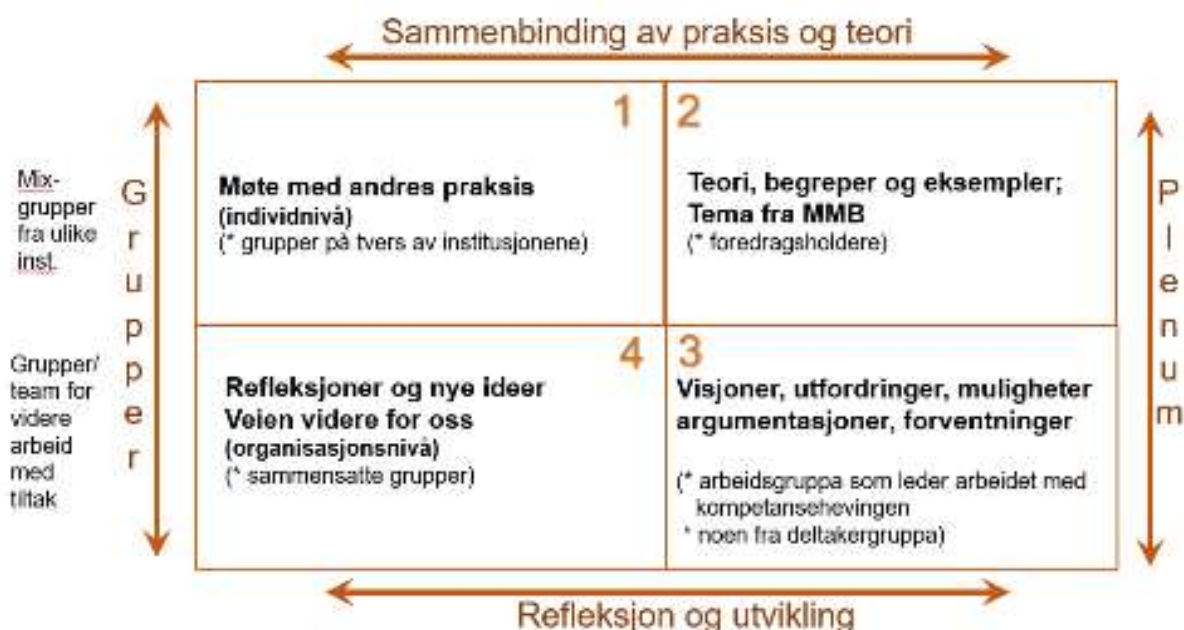 Sammenbinding av praksis og teori
Mix-
grupper
fra ulike
inst.
Grupper/
team for
videre
arbeid
med
tiltak
Grupper
1
Møte med andres praksis
(individnivå)
(* grupper på tvers av institusjonene)
2
Teori, begreper og eksempler;
Tema fra MMB
(* foredragsholdere)
4
Refleksjoner og nye ideer
Veien videre for oss
(organisasjonsnivå)
(* sammensatte grupper)
3
Visjoner, utfordringer, muligheter
argumentasjoner, forventninger
(* arbeidsgruppa som leder arbeidet med
kompetansehevingen
* noen fra deltakergruppa)
Plenum
Refleksjon og utvikling